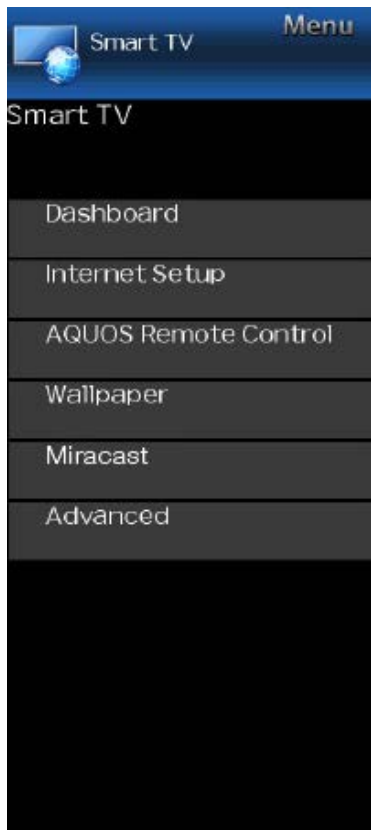 Smart TV
Menu
Smart TV
Dashboard
Internet Setup
AQUOS Remote Control
Wallpaper
Miracast
Advanced